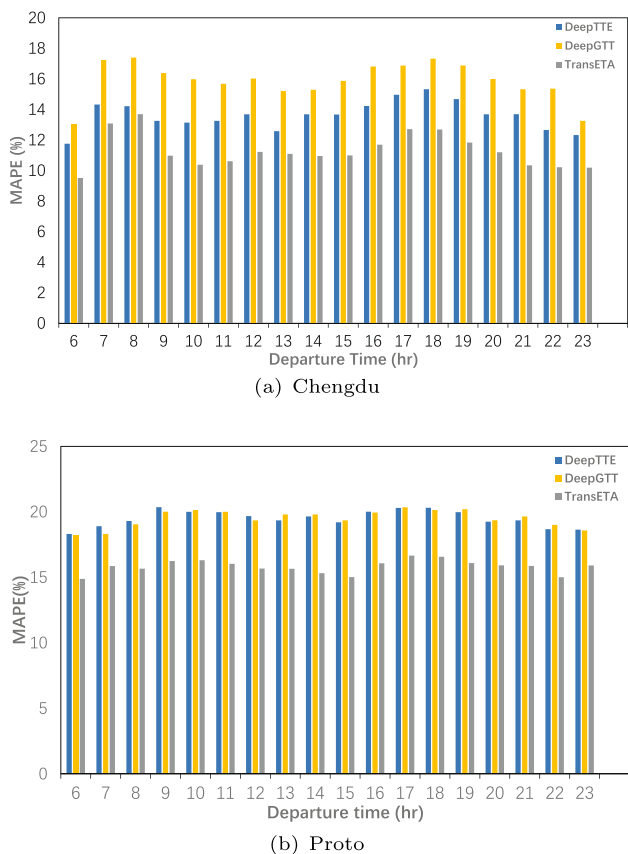 20
18
16
14
12
10
8
6
4
2
0
MAPE (%)
DeepTTE
DeepGTT
TransETA
6 7 8 9 10 11 12 13 14 15 16 17 18 19 20 21 22 23
Departure Time (hr)
(a) Chengdu
25
20
15
10
5
0
MAPE(%)
DeepTTE
DeepGTT
TransETA
6 7 8 9 10 11 12 13 14 15 16 17 18 19 20 21 22 23
Departure time (hr)
(b) Proto